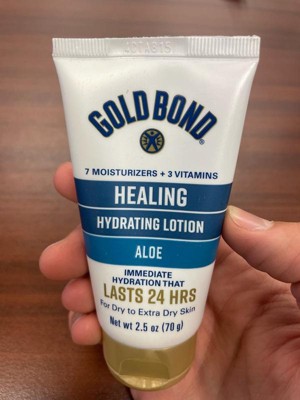 GOLD BOND
®
7 MOISTURIZERS + 3 VITAMINS
HEALING
HYDRATING LOTION
ALOE
IMMEDIATE
HYDRATION THAT
LASTS 24 HRS
For Dry to Extra Dry Skin
Net wt 2.5 oz (70 g)